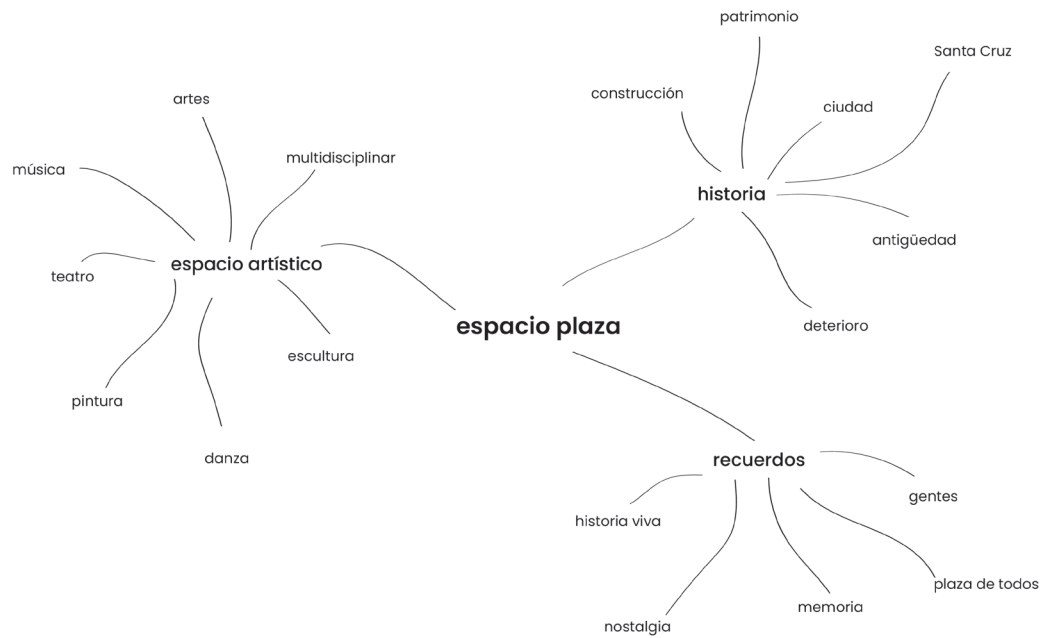 patrimonio
Santa Cruz
construcción
ciudad
artes
multidisciplinar
música
historia
antigüedad
espacio artístico
teatro
deterioro
espacio plaza
escultura
pintura
danza
recuerdos
gentes
historia viva
plaza de todos
memoria
nostalgia